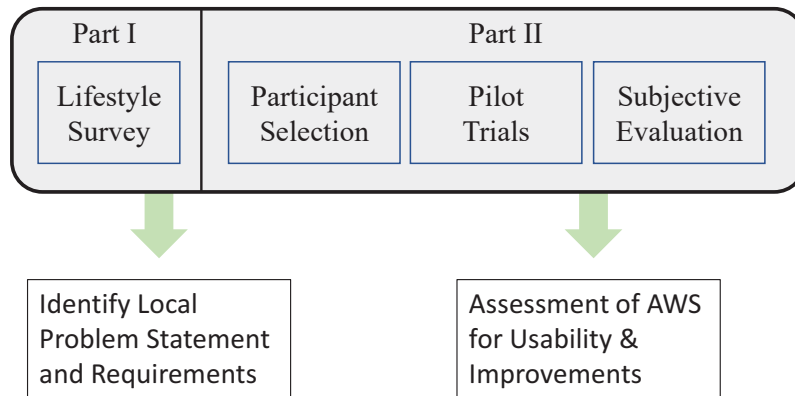 Part I
Lifestyle
Survey
Part II
Participant
Selection
Pilot
Trials
Subjective
Evaluation
Identify Local
Problem Statement
and Requirements
Assessment of AWS
for Usability &
Improvements